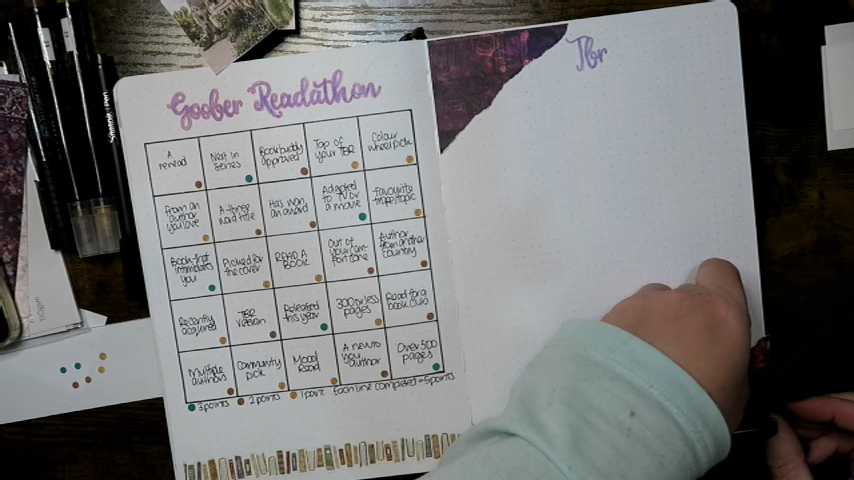 Goober Readathon
Tbr
A
reread
Next in
series
Book buddy
approved
Top of
your TBR
Colour
wheel pick
From an
author
you love
A three
word title
Has won
an award
Adapted
to TV or
a movie
Favourite
trope/topic
Book that
intimidates
you
Picked for
the cover
READ A
BOOK
Out of
your com-
fort zone
Author
from another
country
Recently
acquired
TBR
veteran
Released
this year
300 or less
pages
Read for a
book club
Multiple
authors
Community
pick
Mood
Read
A new to
you
author
Over 500
pages
3 points 2 points 1 point Each line completed = 5 points